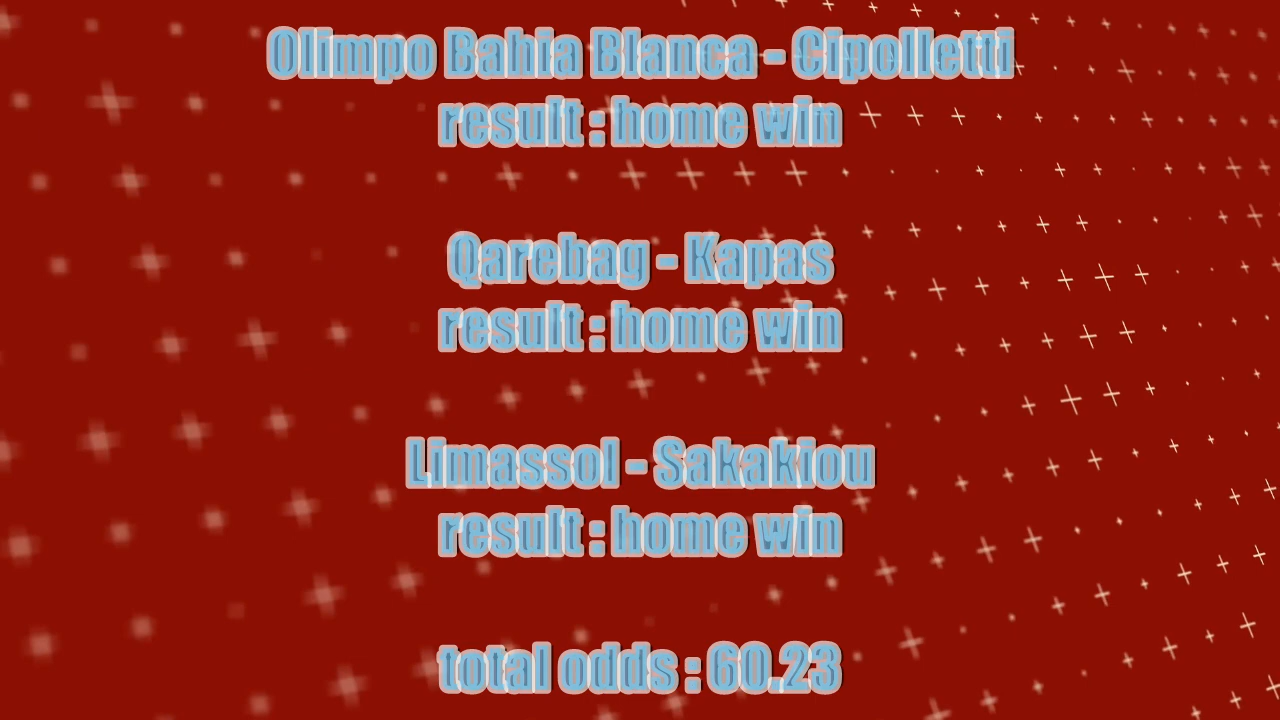 Olimpo Bahia Blanca - Cipolletti
result : home win
Qarebag - Kapas
result : home win
Limassol - Sakakiou
result : home win
total odds : 60.23